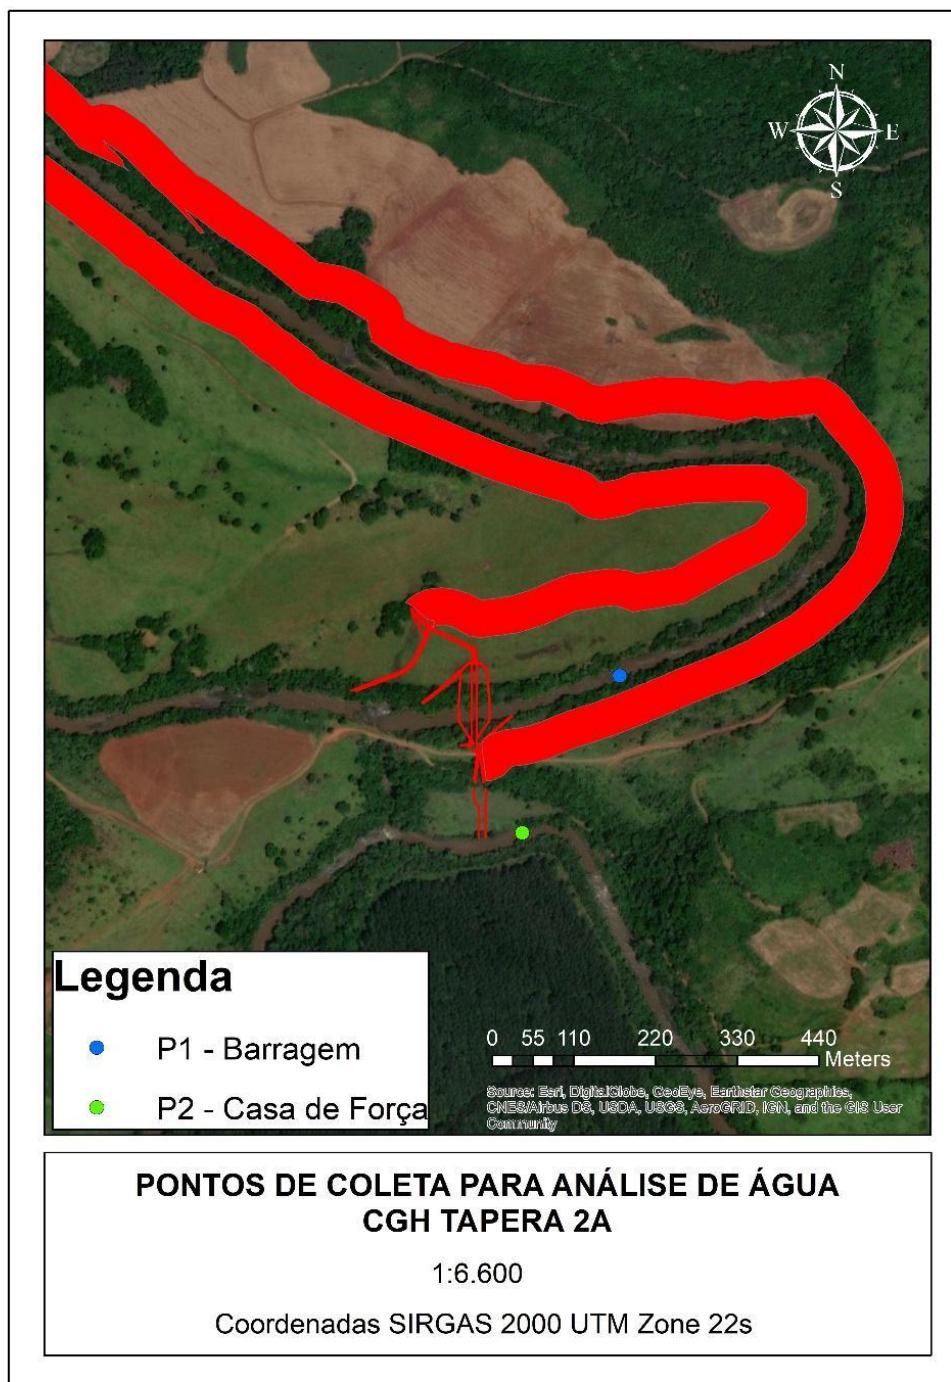 N
W E
S
Legenda
P1 - Barragem
P2 - Casa de Força
0 55 110 220 330 440
Meters
Source: Esri, DigitalGlobe, GeoEye, Earthstar Geographics,
CNES/Airbus DS, USDA, USGS, AeroGRID, IGN, and the GIS User
Community
PONTOS DE COLETA PARA ANÁLISE DE ÁGUA
CGH TAPERA 2A
1:6.600
Coordenadas SIRGAS 2000 UTM Zone 22s